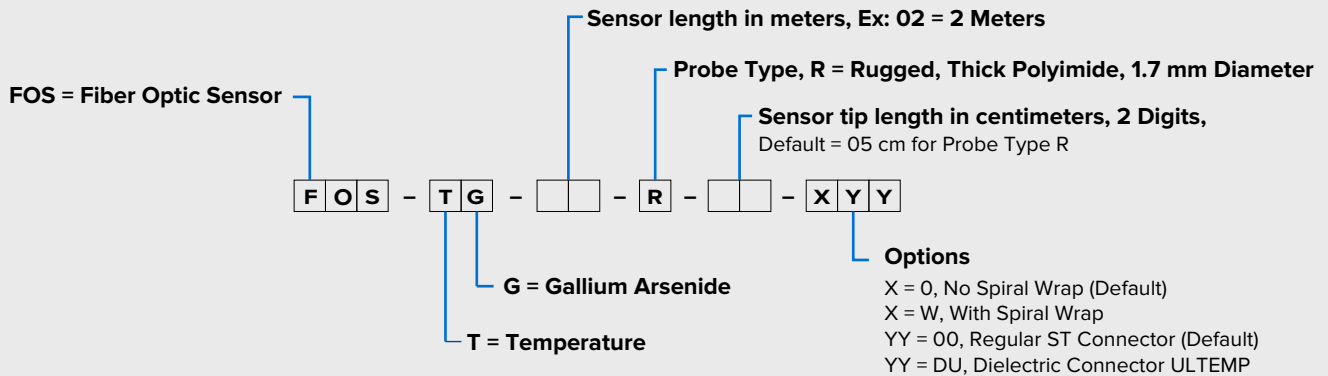 Sensor length in meters, Ex: 02 = 2 Meters
Probe Type, R = Rugged, Thick Polyimide, 1.7 mm Diameter
FOS = Fiber Optic Sensor
Sensor tip length in centimeters, 2 Digits,
Default = 05 cm for Probe Type R
F O S – T G – – R – – X Y Y
Options
G = Gallium Arsenide
X = 0, No Spiral Wrap (Default)
X = W, With Spiral Wrap
T = Temperature
YY = 00, Regular ST Connector (Default)
YY = DU, Dielectric Connector ULTEMP